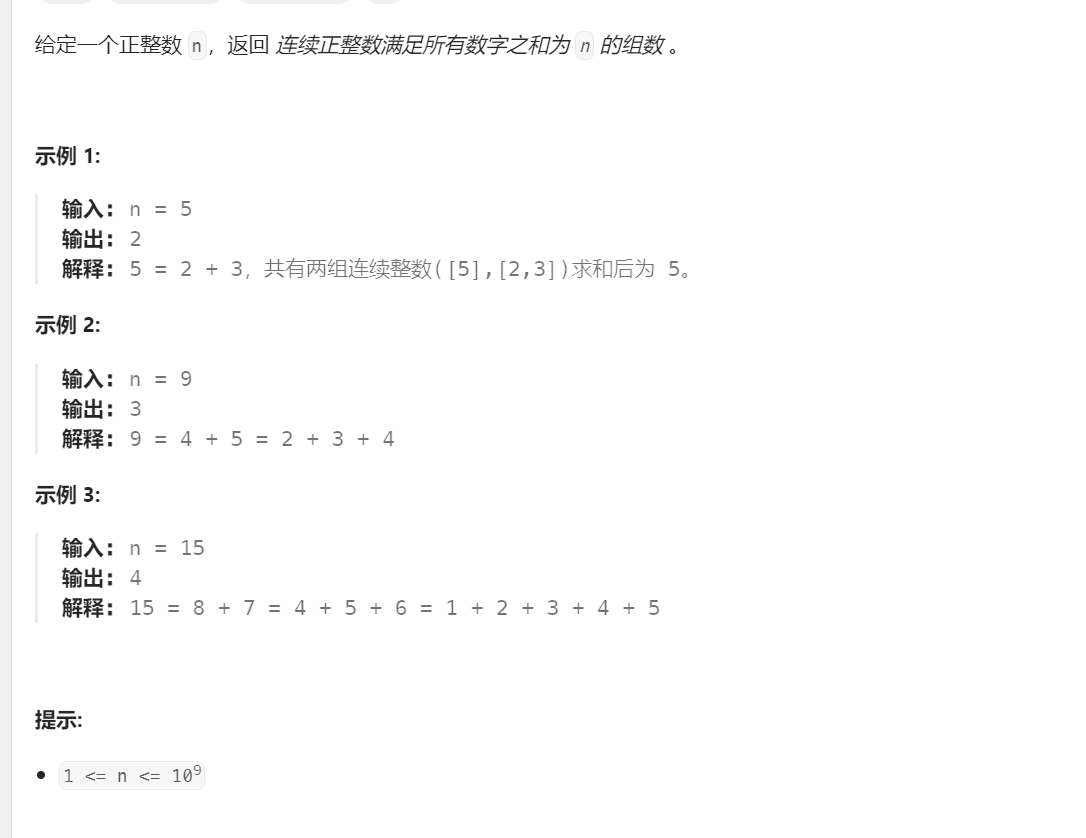 给定一个正整数 n，返回 连续正整数满足所有数字之和为 n 的组数 。
示例 1:
输入: n = 5
输出: 2
解释: 5 = 2 + 3，共有两组连续整数([5],[2,3])求和后为 5。
示例 2:
输入: n = 9
输出: 3
解释: 9 = 4 + 5 = 2 + 3 + 4
示例 3:
输入: n = 15
输出: 4
解释: 15 = 8 + 7 = 4 + 5 + 6 = 1 + 2 + 3 + 4 + 5
提示:
1 <= n <= 10⁹